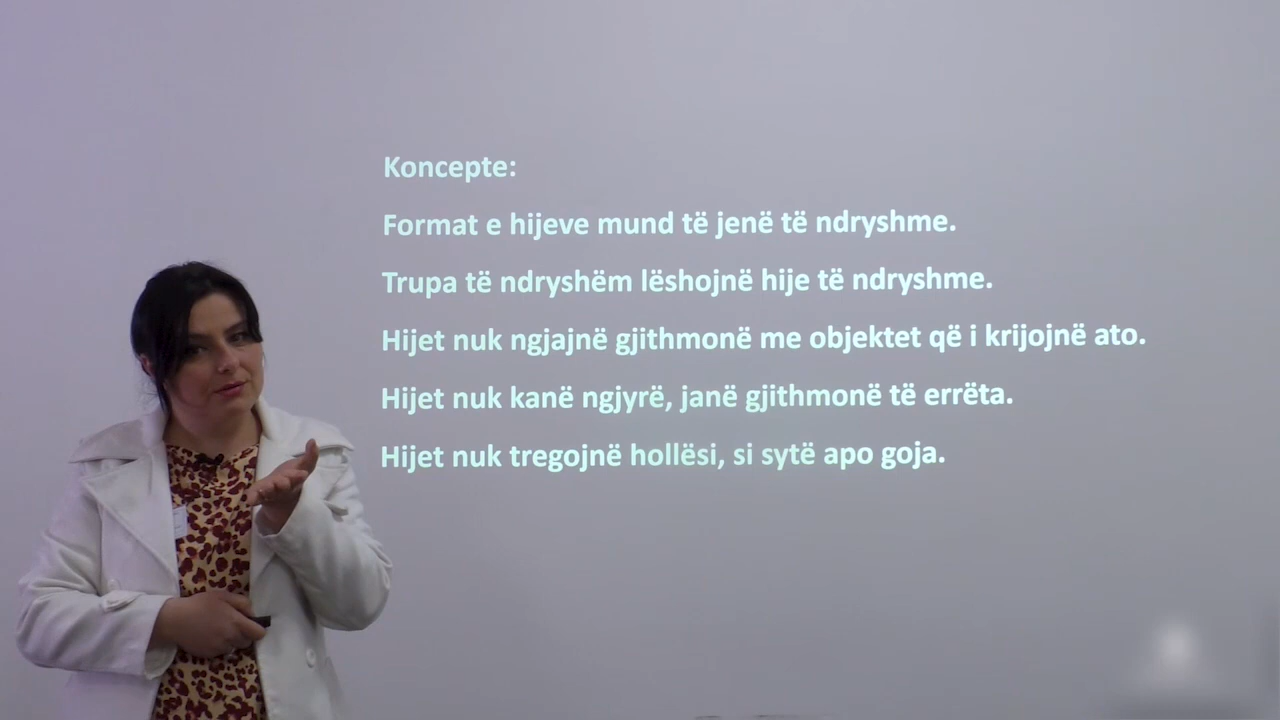 Koncepte:
Format e hijeve mund të jenë të ndryshme.
Trupa të ndryshëm lëshojnë hije të ndryshme.
Hijet nuk ngjajnë gjithmonë me objektet që i krijojnë ato.
Hijet nuk kanë ngjyrë, janë gjithmonë të errëta.
Hijet nuk tregojnë hollësi, si sytë apo goja.